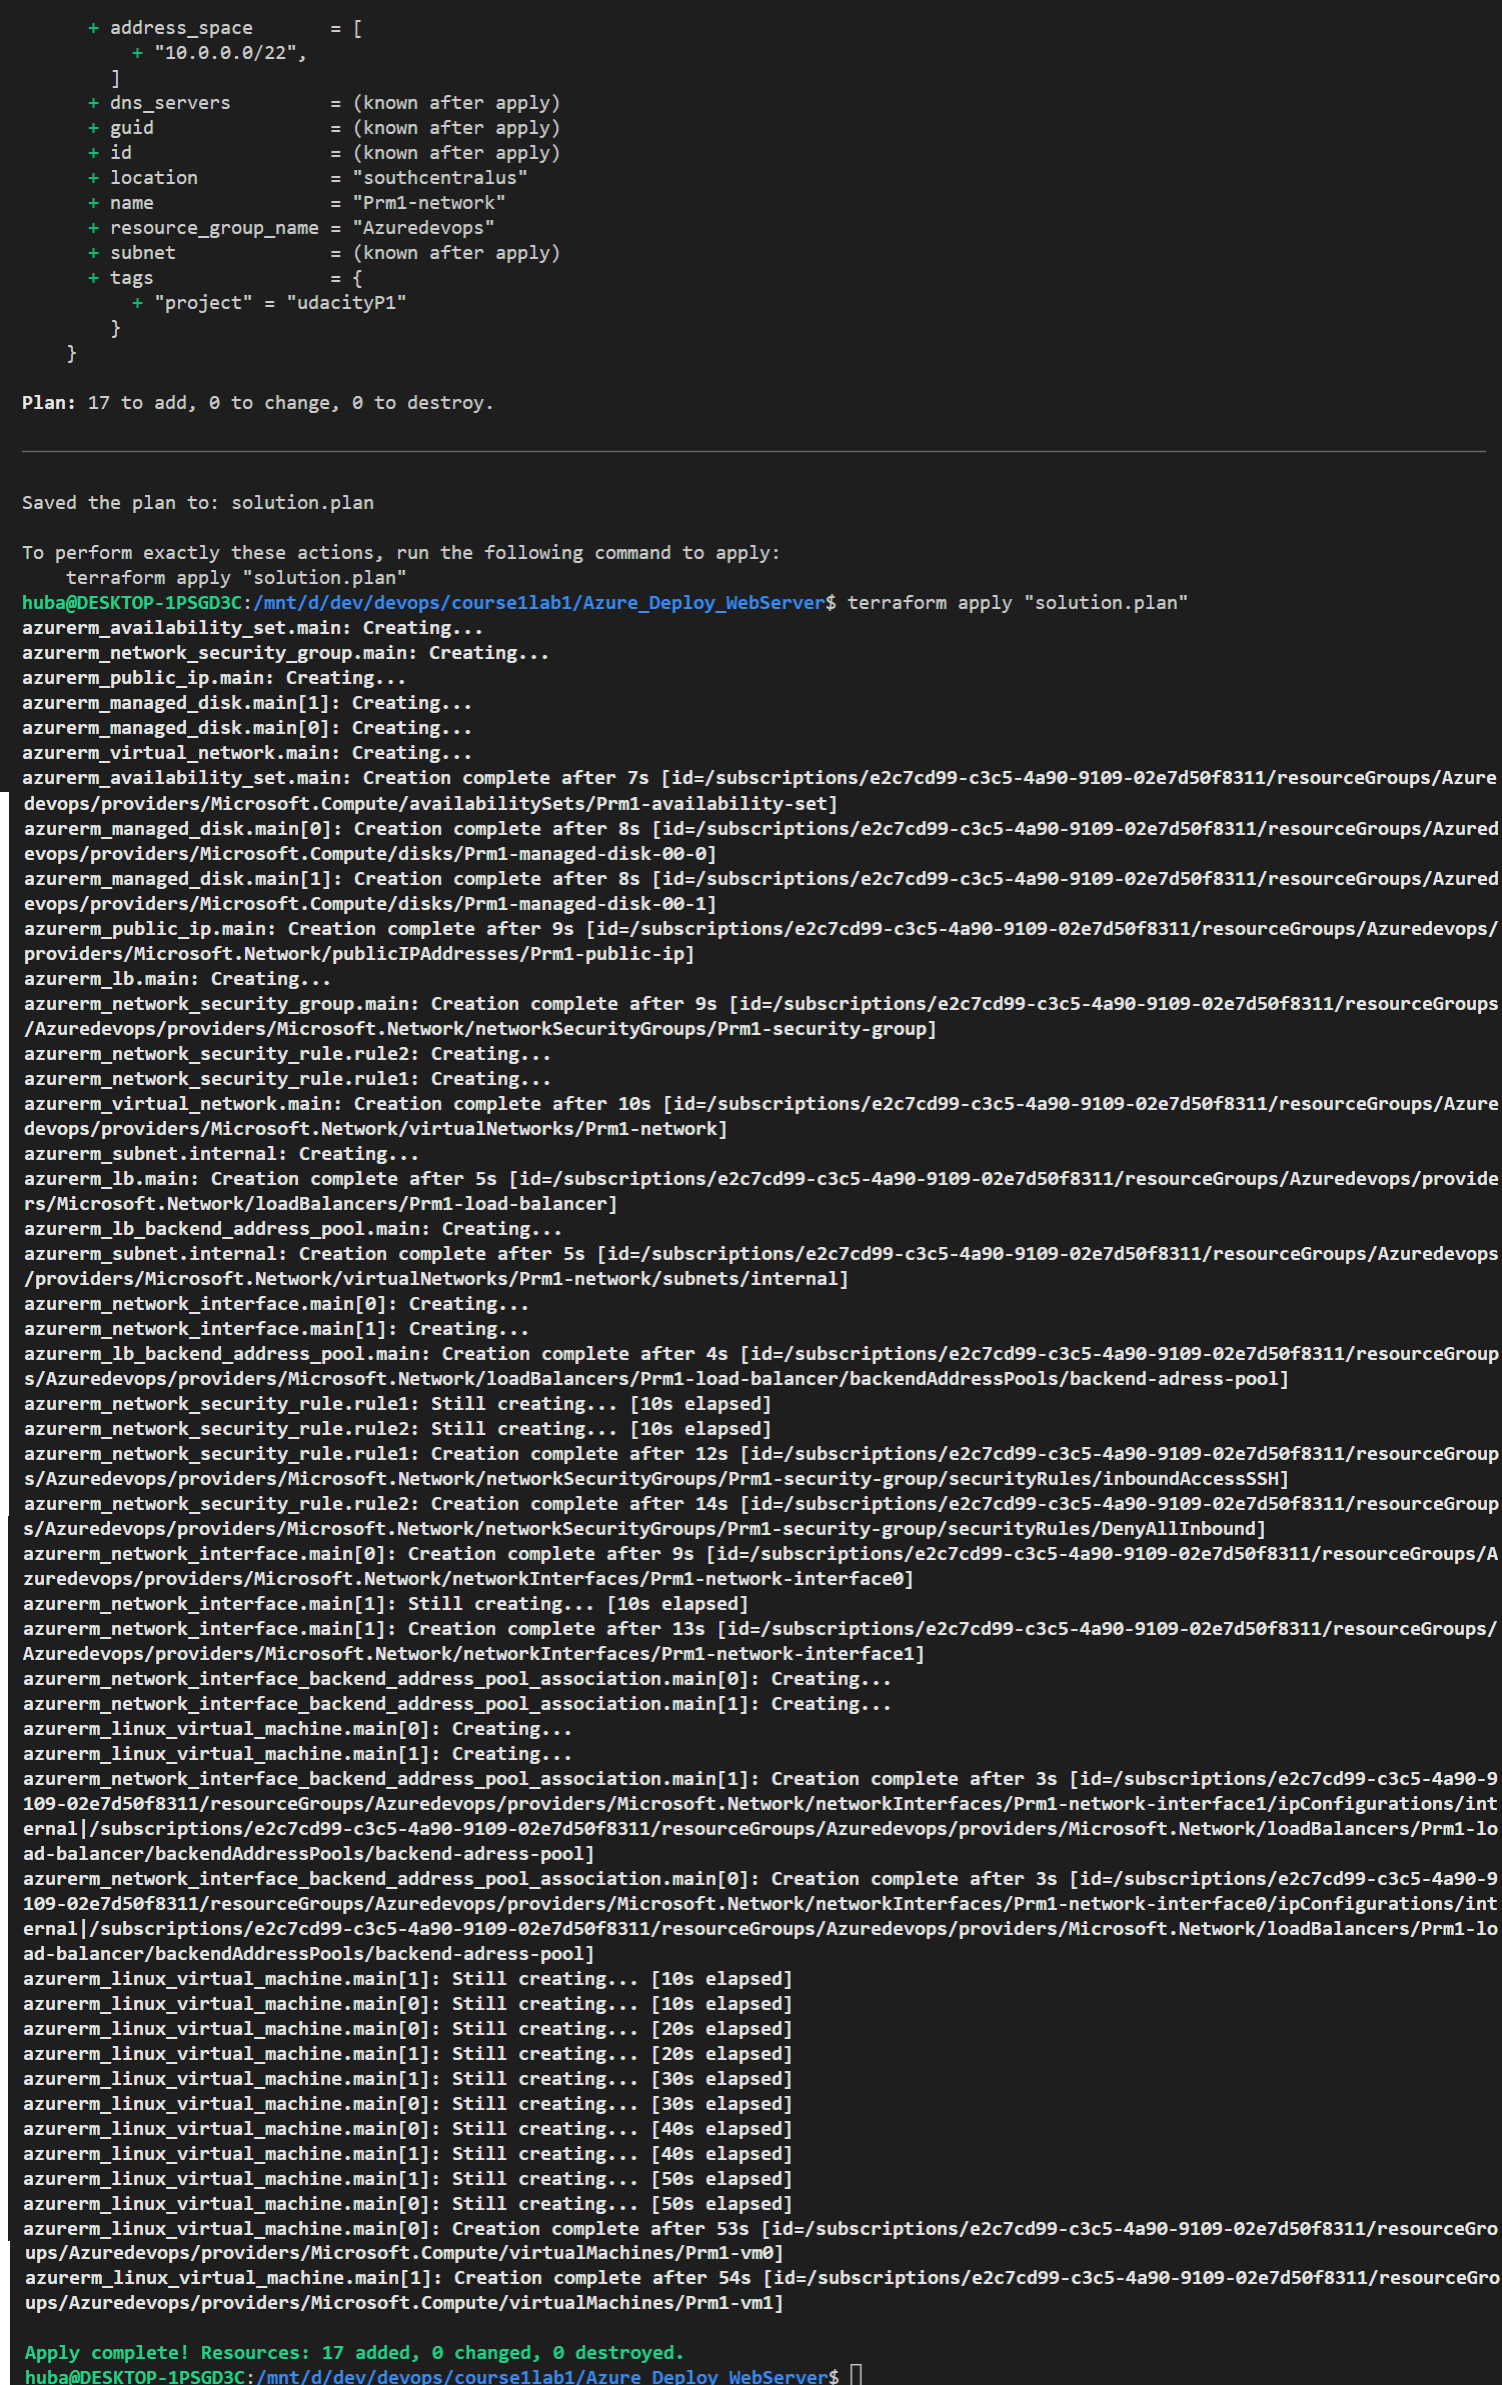 + address_space       = [
+ "10.0.0.0/22",
]
+ dns_servers         = (known after apply)
+ guid                = (known after apply)
+ id                  = (known after apply)
+ location            = "southcentralus"
+ name                = "Prm1-network"
+ resource_group_name = "Azuredevops"
+ subnet              = (known after apply)
+ tags                = {
+ "project" = "udacityP1"
}
}
Plan: 17 to add, 0 to change, 0 to destroy.
Saved the plan to: solution.plan
To perform exactly these actions, run the following command to apply:
terraform apply "solution.plan"
huba@DESKTOP-1PSGD3C:/mnt/d/dev/devops/course1lab1/Azure_Deploy_WebServer$ terraform apply "solution.plan"
azurerm_availability_set.main: Creating...
azurerm_network_security_group.main: Creating...
azurerm_public_ip.main: Creating...
azurerm_managed_disk.main[1]: Creating...
azurerm_managed_disk.main[0]: Creating...
azurerm_virtual_network.main: Creating...
azurerm_availability_set.main: Creation complete after 7s [id=/subscriptions/e2c7cd99-c3c5-4a90-9109-02e7d50f8311/resourceGroups/Azure
devops/providers/Microsoft.Compute/availabilitySets/Prm1-availability-set]
azurerm_managed_disk.main[0]: Creation complete after 8s [id=/subscriptions/e2c7cd99-c3c5-4a90-9109-02e7d50f8311/resourceGroups/Azured
evops/providers/Microsoft.Compute/disks/Prm1-managed-disk-00-0]
azurerm_managed_disk.main[1]: Creation complete after 8s [id=/subscriptions/e2c7cd99-c3c5-4a90-9109-02e7d50f8311/resourceGroups/Azured
evops/providers/Microsoft.Compute/disks/Prm1-managed-disk-00-1]
azurerm_public_ip.main: Creation complete after 9s [id=/subscriptions/e2c7cd99-c3c5-4a90-9109-02e7d50f8311/resourceGroups/Azuredevops/
providers/Microsoft.Network/publicIPAddresses/Prm1-public-ip]
azurerm_lb.main: Creating...
azurerm_network_security_group.main: Creation complete after 9s [id=/subscriptions/e2c7cd99-c3c5-4a90-9109-02e7d50f8311/resourceGroups
/Azuredevops/providers/Microsoft.Network/networkSecurityGroups/Prm1-security-group]
azurerm_network_security_rule.rule2: Creating...
azurerm_network_security_rule.rule1: Creating...
azurerm_virtual_network.main: Creation complete after 10s [id=/subscriptions/e2c7cd99-c3c5-4a90-9109-02e7d50f8311/resourceGroups/Azure
devops/providers/Microsoft.Network/virtualNetworks/Prm1-network]
azurerm_subnet.internal: Creating...
azurerm_lb.main: Creation complete after 5s [id=/subscriptions/e2c7cd99-c3c5-4a90-9109-02e7d50f8311/resourceGroups/Azuredevops/provide
rs/Microsoft.Network/loadBalancers/Prm1-load-balancer]
azurerm_lb_backend_address_pool.main: Creating...
azurerm_subnet.internal: Creation complete after 5s [id=/subscriptions/e2c7cd99-c3c5-4a90-9109-02e7d50f8311/resourceGroups/Azuredevops
/providers/Microsoft.Network/virtualNetworks/Prm1-network/subnets/internal]
azurerm_network_interface.main[0]: Creating...
azurerm_network_interface.main[1]: Creating...
azurerm_lb_backend_address_pool.main: Creation complete after 4s [id=/subscriptions/e2c7cd99-c3c5-4a90-9109-02e7d50f8311/resourceGroup
s/Azuredevops/providers/Microsoft.Network/loadBalancers/Prm1-load-balancer/backendAddressPools/backend-adress-pool]
azurerm_network_security_rule.rule1: Still creating... [10s elapsed]
azurerm_network_security_rule.rule2: Still creating... [10s elapsed]
azurerm_network_security_rule.rule1: Creation complete after 12s [id=/subscriptions/e2c7cd99-c3c5-4a90-9109-02e7d50f8311/resourceGroup
s/Azuredevops/providers/Microsoft.Network/networkSecurityGroups/Prm1-security-group/securityRules/inboundAccessSSH]
azurerm_network_security_rule.rule2: Creation complete after 14s [id=/subscriptions/e2c7cd99-c3c5-4a90-9109-02e7d50f8311/resourceGroup
s/Azuredevops/providers/Microsoft.Network/networkSecurityGroups/Prm1-security-group/securityRules/DenyAllInbound]
azurerm_network_interface.main[0]: Creation complete after 9s [id=/subscriptions/e2c7cd99-c3c5-4a90-9109-02e7d50f8311/resourceGroups/A
zuredevops/providers/Microsoft.Network/networkInterfaces/Prm1-network-interface0]
azurerm_network_interface.main[1]: Still creating... [10s elapsed]
azurerm_network_interface.main[1]: Creation complete after 13s [id=/subscriptions/e2c7cd99-c3c5-4a90-9109-02e7d50f8311/resourceGroups/
Azuredevops/providers/Microsoft.Network/networkInterfaces/Prm1-network-interface1]
azurerm_network_interface_backend_address_pool_association.main[0]: Creating...
azurerm_network_interface_backend_address_pool_association.main[1]: Creating...
azurerm_linux_virtual_machine.main[0]: Creating...
azurerm_linux_virtual_machine.main[1]: Creating...
azurerm_network_interface_backend_address_pool_association.main[1]: Creation complete after 3s [id=/subscriptions/e2c7cd99-c3c5-4a90-9
109-02e7d50f8311/resourceGroups/Azuredevops/providers/Microsoft.Network/networkInterfaces/Prm1-network-interface1/ipConfigurations/int
ernal|/subscriptions/e2c7cd99-c3c5-4a90-9109-02e7d50f8311/resourceGroups/Azuredevops/providers/Microsoft.Network/loadBalancers/Prm1-lo
ad-balancer/backendAddressPools/backend-adress-pool]
azurerm_network_interface_backend_address_pool_association.main[0]: Creation complete after 3s [id=/subscriptions/e2c7cd99-c3c5-4a90-9
109-02e7d50f8311/resourceGroups/Azuredevops/providers/Microsoft.Network/networkInterfaces/Prm1-network-interface0/ipConfigurations/int
ernal|/subscriptions/e2c7cd99-c3c5-4a90-9109-02e7d50f8311/resourceGroups/Azuredevops/providers/Microsoft.Network/loadBalancers/Prm1-lo
ad-balancer/backendAddressPools/backend-adress-pool]
azurerm_linux_virtual_machine.main[1]: Still creating... [10s elapsed]
azurerm_linux_virtual_machine.main[0]: Still creating... [10s elapsed]
azurerm_linux_virtual_machine.main[0]: Still creating... [20s elapsed]
azurerm_linux_virtual_machine.main[1]: Still creating... [20s elapsed]
azurerm_linux_virtual_machine.main[1]: Still creating... [30s elapsed]
azurerm_linux_virtual_machine.main[0]: Still creating... [30s elapsed]
azurerm_linux_virtual_machine.main[0]: Still creating... [40s elapsed]
azurerm_linux_virtual_machine.main[1]: Still creating... [40s elapsed]
azurerm_linux_virtual_machine.main[1]: Still creating... [50s elapsed]
azurerm_linux_virtual_machine.main[0]: Still creating... [50s elapsed]
azurerm_linux_virtual_machine.main[0]: Creation complete after 53s [id=/subscriptions/e2c7cd99-c3c5-4a90-9109-02e7d50f8311/resourceGro
ups/Azuredevops/providers/Microsoft.Compute/virtualMachines/Prm1-vm0]
azurerm_linux_virtual_machine.main[1]: Creation complete after 54s [id=/subscriptions/e2c7cd99-c3c5-4a90-9109-02e7d50f8311/resourceGro
ups/Azuredevops/providers/Microsoft.Compute/virtualMachines/Prm1-vm1]
Apply complete! Resources: 17 added, 0 changed, 0 destroyed.
huba@DESKTOP-1PSGD3C:/mnt/d/dev/devops/course1lab1/Azure_Deploy_WebServer$